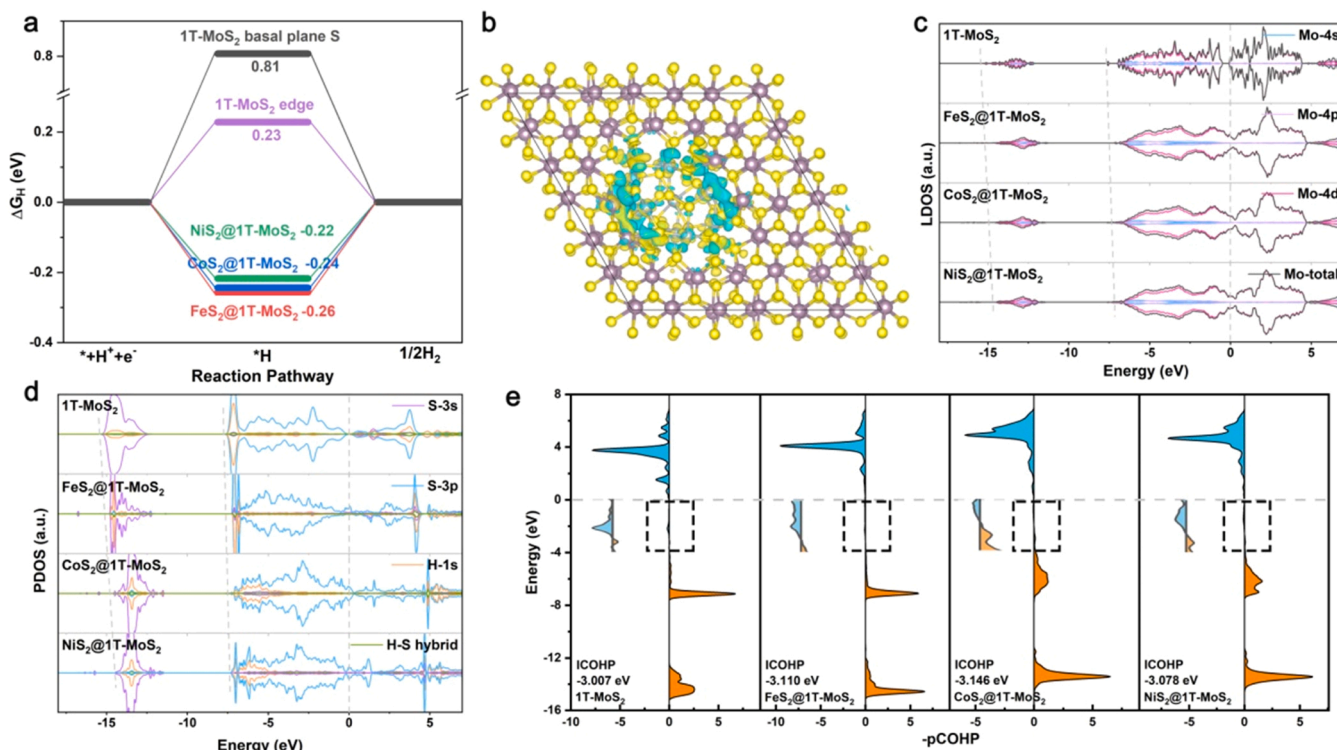 a
ΔG_H (eV)
0.8
0.2
0.0
-0.2
-0.4
1T-MoS₂ basal plane S
0.81
1T-MoS₂ edge
0.23
NiS₂@1T-MoS₂ -0.22
CoS₂@1T-MoS₂ -0.24
FeS₂@1T-MoS₂ -0.26
*+H⁺+e⁻
*H
1/2H₂
Reaction Pathway
b
c
LDOS (a.u.)
1T-MoS₂
Mo-4s
FeS₂@1T-MoS₂
Mo-4p
CoS₂@1T-MoS₂
Mo-4d
NiS₂@1T-MoS₂
Mo-total
-15
-10
-5
0
5
Energy (eV)
d
PDOS (a.u.)
1T-MoS₂
S-3s
FeS₂@1T-MoS₂
S-3p
CoS₂@1T-MoS₂
H-1s
NiS₂@1T-MoS₂
H-S hybrid
-15
-10
-5
0
5
Energy (eV)
e
Energy (eV)
8
4
0
-4
-8
-12
-16
ICOHP
-3.007 eV
1T-MoS₂
ICOHP
-3.110 eV
FeS₂@1T-MoS₂
ICOHP
-3.146 eV
CoS₂@1T-MoS₂
ICOHP
-3.078 eV
NiS₂@1T-MoS₂
-10
-5
0
5
-5
0
5
-5
0
5
-5
0
5
-pCOHP